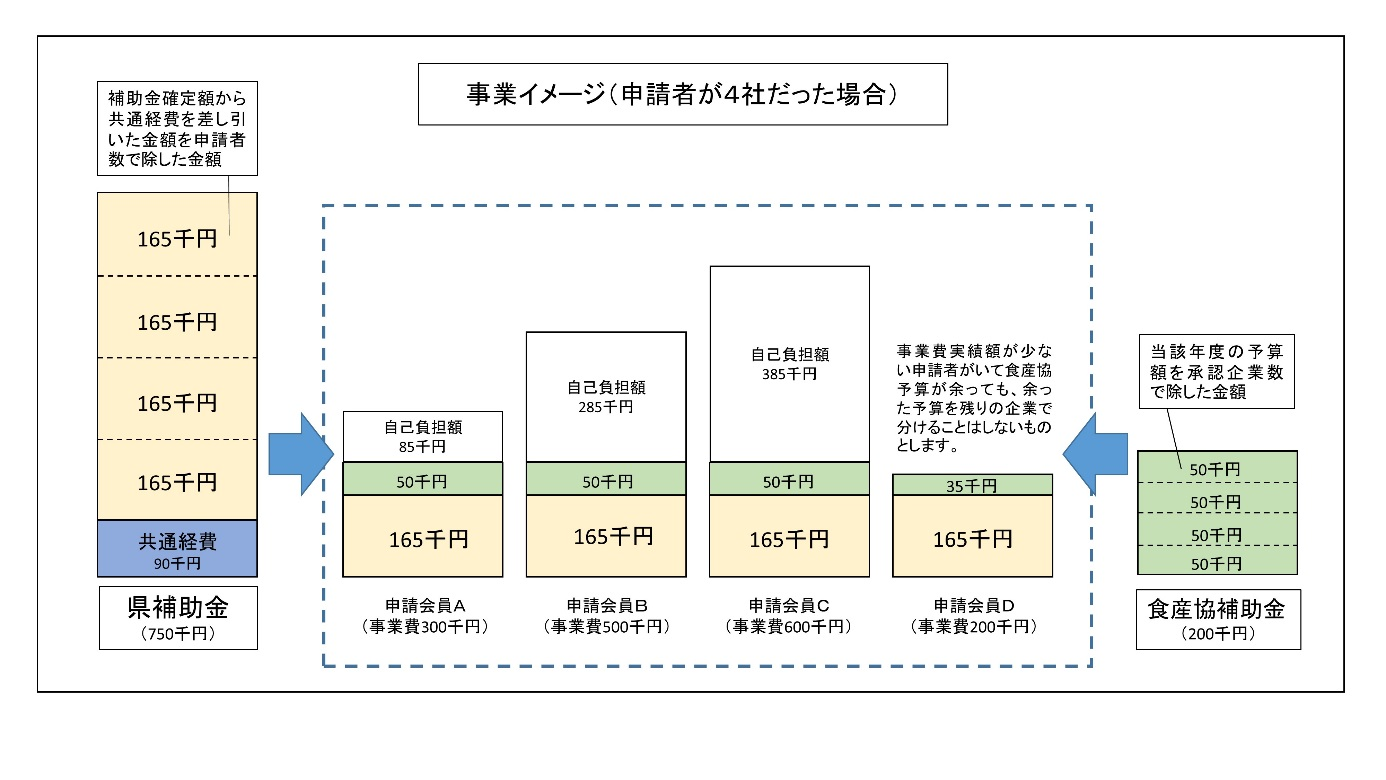 事業イメージ（申請者が4社だった場合）
補助金確定額から
共通経費を差し引
いた金額を申請者
数で除した金額
165千円
165千円
165千円
165千円
共通経費
90千円
県補助金
（750千円）
自己負担額
85千円
50千円
165千円
申請会員A
（事業費300千円）
自己負担額
285千円
50千円
165千円
申請会員B
（事業費500千円）
自己負担額
385千円
50千円
165千円
申請会員C
（事業費600千円）
事業費実績額が少な
い申請者がいて食産協
予算が余っても、余っ
た予算を残りの企業で
分けることはしないもの
とします。
35千円
165千円
申請会員D
（事業費200千円）
当該年度の予算
額を承認企業数
で除した金額
50千円
50千円
50千円
50千円
食産協補助金
（200千円）